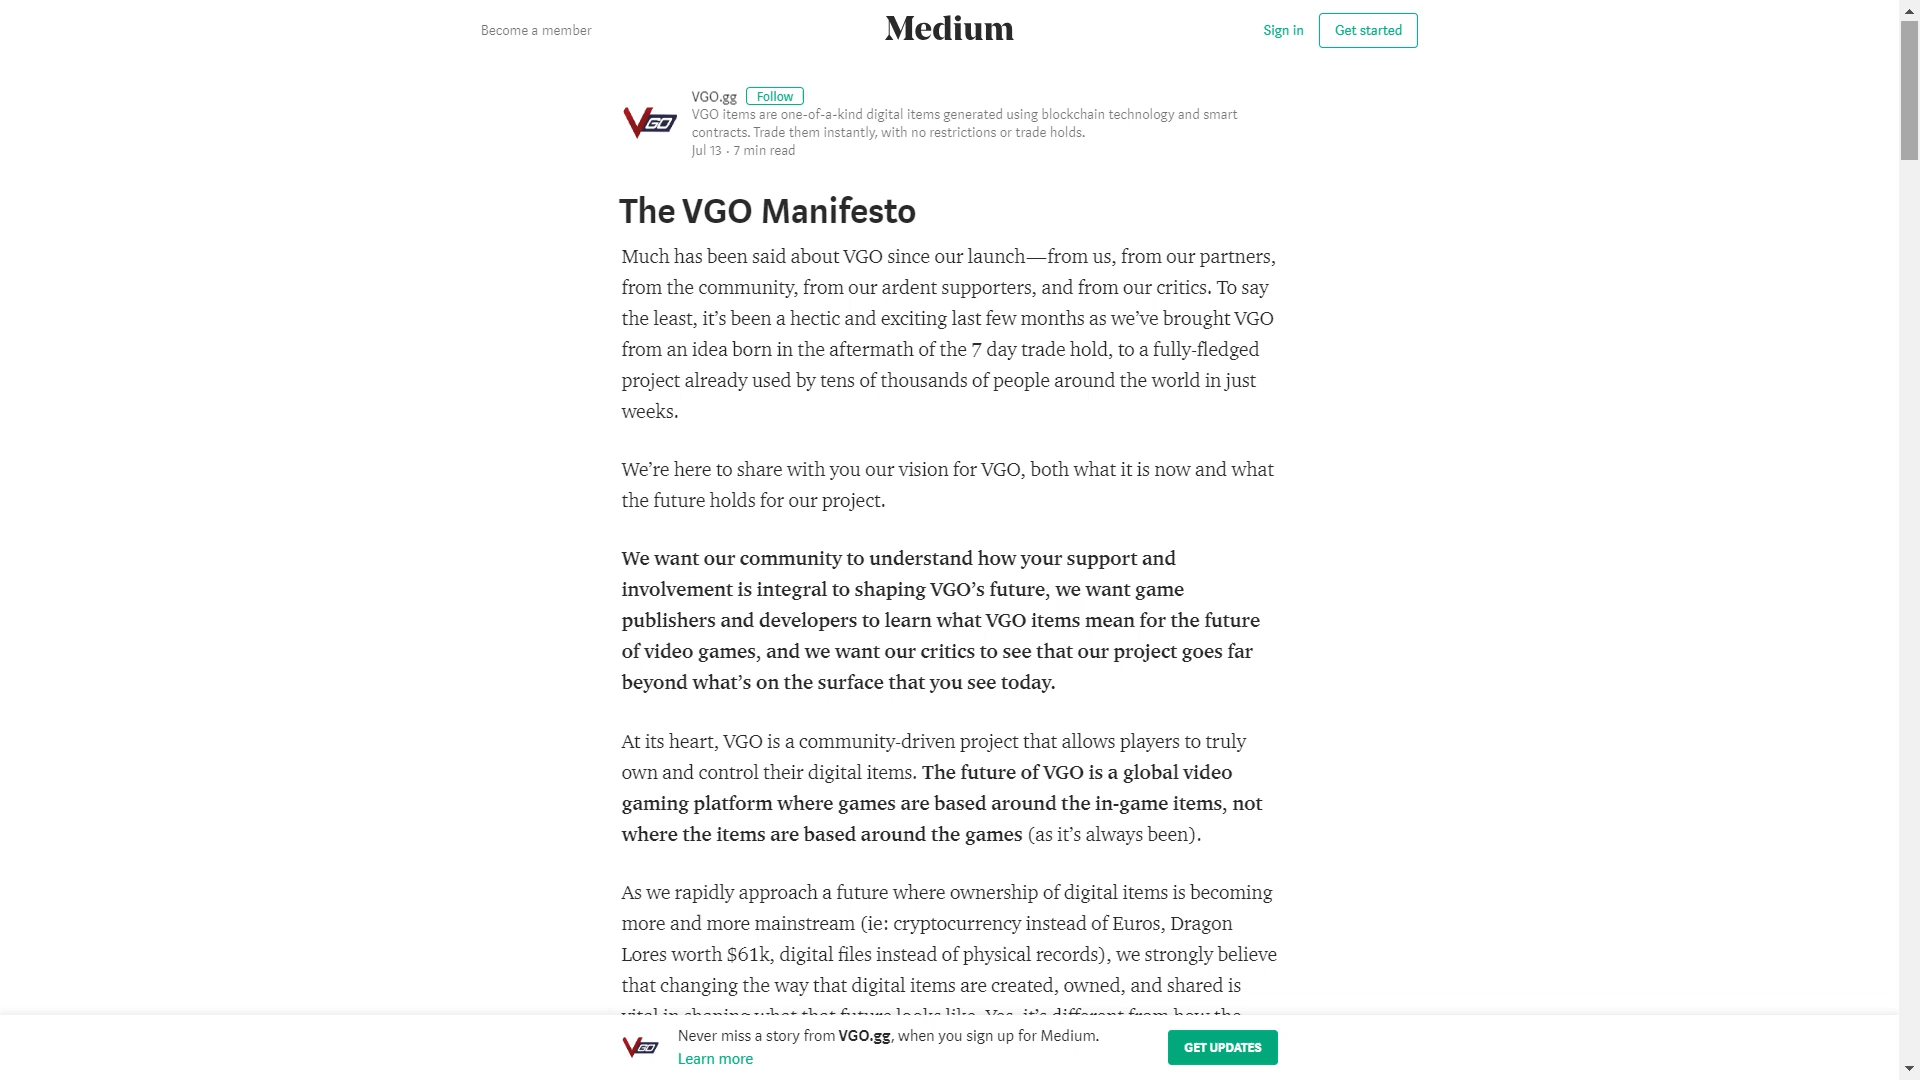 Become a member
Medium
Sign in
Get started
VGO.gg Follow
VGO items are one-of-a-kind digital items generated using blockchain technology and smart
contracts. Trade them instantly, with no restrictions or trade holds.
Jul 13 · 7 min read
VGO
The VGO Manifesto
Much has been said about VGO since our launch—from us, from our partners,
from the community, from our ardent supporters, and from our critics. To say
the least, it’s been a hectic and exciting last few months as we’ve brought VGO
from an idea born in the aftermath of the 7 day trade hold, to a fully-fledged
project already used by tens of thousands of people around the world in just
weeks.
We’re here to share with you our vision for VGO, both what it is now and what
the future holds for our project.
We want our community to understand how your support and
involvement is integral to shaping VGO’s future, we want game
publishers and developers to learn what VGO items mean for the future
of video games, and we want our critics to see that our project goes far
beyond what’s on the surface that you see today.
At its heart, VGO is a community-driven project that allows players to truly
own and control their digital items. The future of VGO is a global video
gaming platform where games are based around the in-game items, not
where the items are based around the games (as it’s always been).
As we rapidly approach a future where ownership of digital items is becoming
more and more mainstream (ie: cryptocurrency instead of Euros, Dragon
Lores worth $61k, digital files instead of physical records), we strongly believe
that changing the way that digital items are created, owned, and shared is
vital in shaping what that future looks like. Yes, it’s different from how the
VGO
Never miss a story from VGO.gg, when you sign up for Medium.
Learn more
GET UPDATES